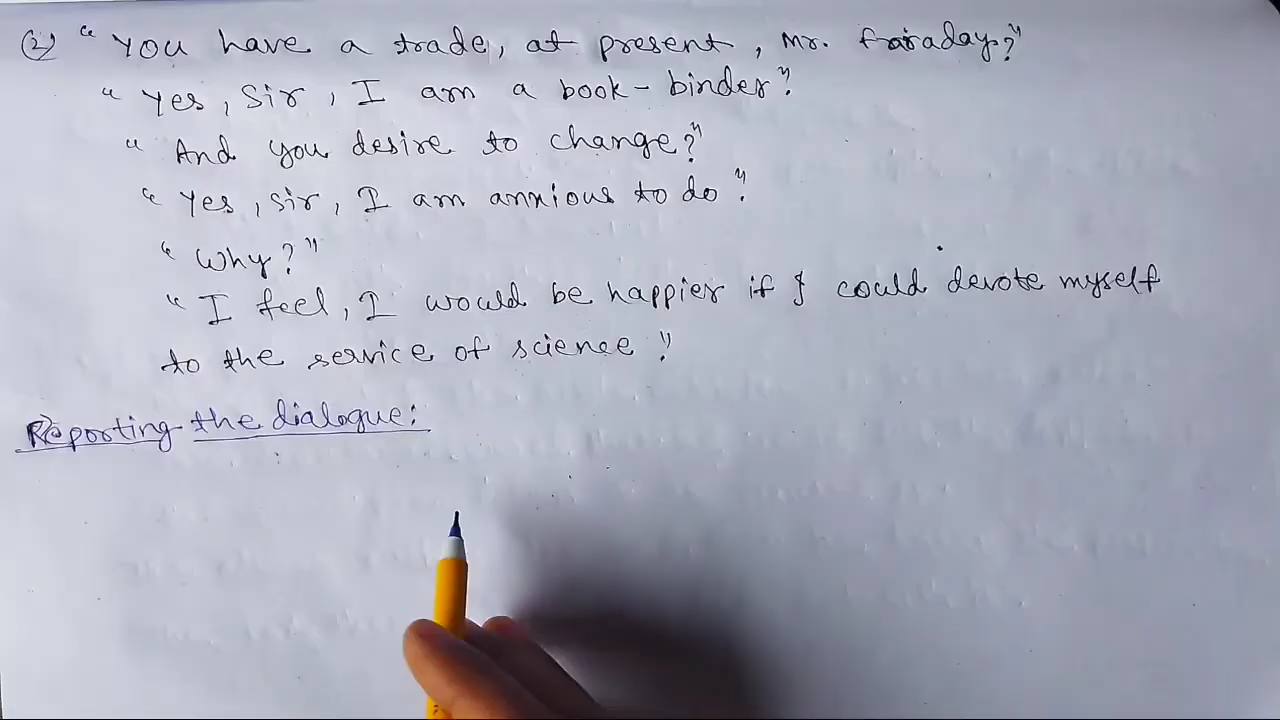 (2) "You have a trade, at present, Mr. Faraday?"
"Yes, Sir, I am a book-binder."
"And you desire to change?"
"Yes, Sir, I am anxious to do."
"Why?"
"I feel, I would be happier if I could devote myself
to the service of science."
Reporting the dialogue: